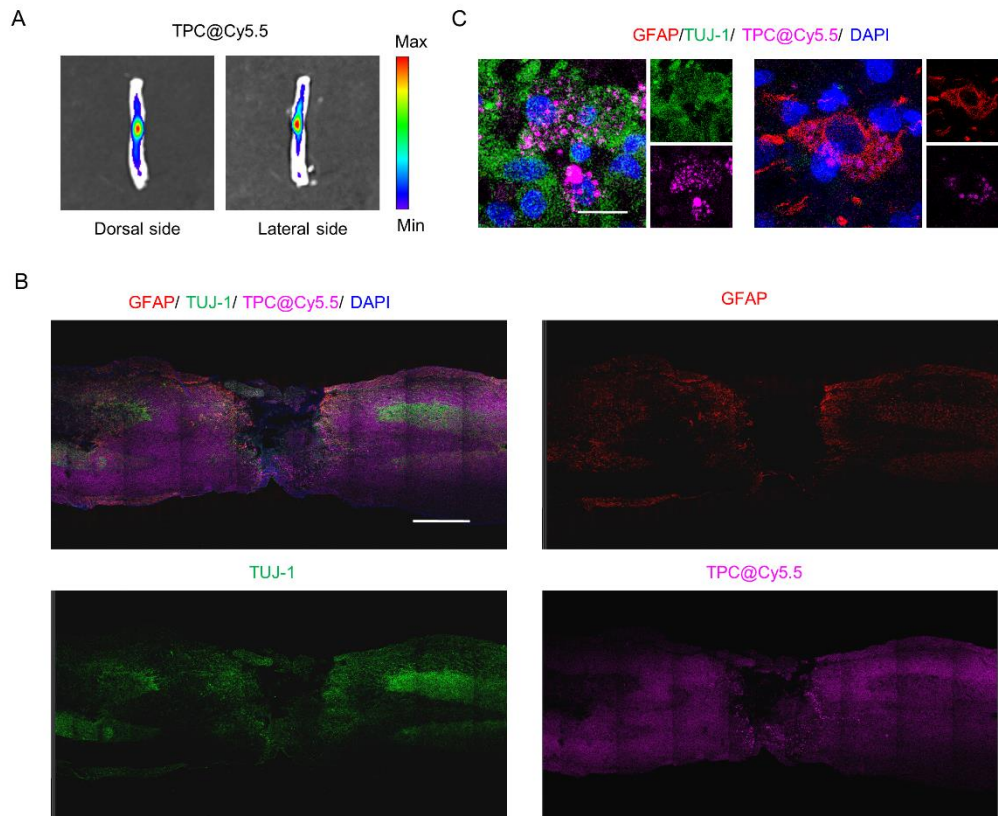 A
TPC@Cy5.5
Max
Min
Dorsal side
Lateral side
C
GFAP/TUJ-1/ TPC@Cy5.5/ DAPI
B
GFAP/ TUJ-1/ TPC@Cy5.5/ DAPI
GFAP
TUJ-1
TPC@Cy5.5